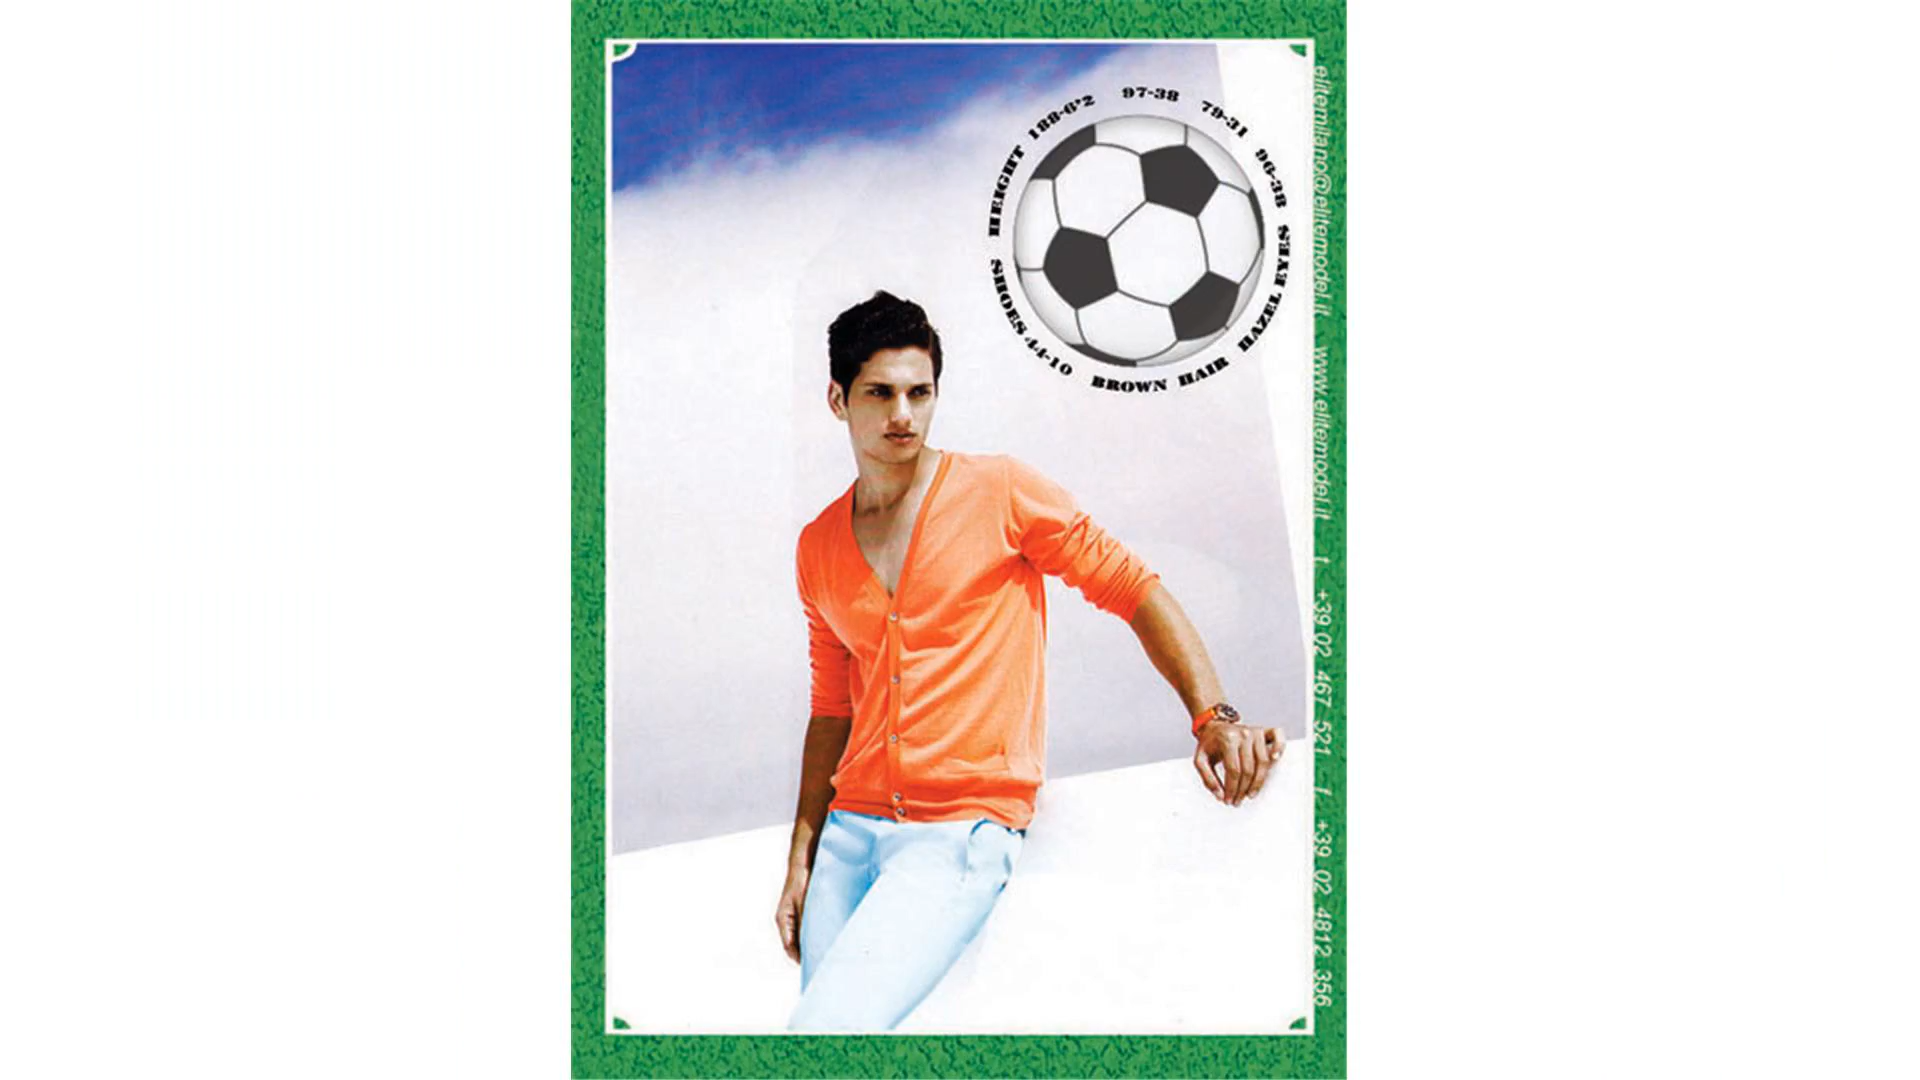 HEIGHT 188-6'2 97-38 79-31 96-38 HAZEL EYES BROWN HAIR SHOES 44-10
elitemilano@elitemodel.it www.elitemodel.it t. +39 02 467 521 - f. +39 02 4812 356